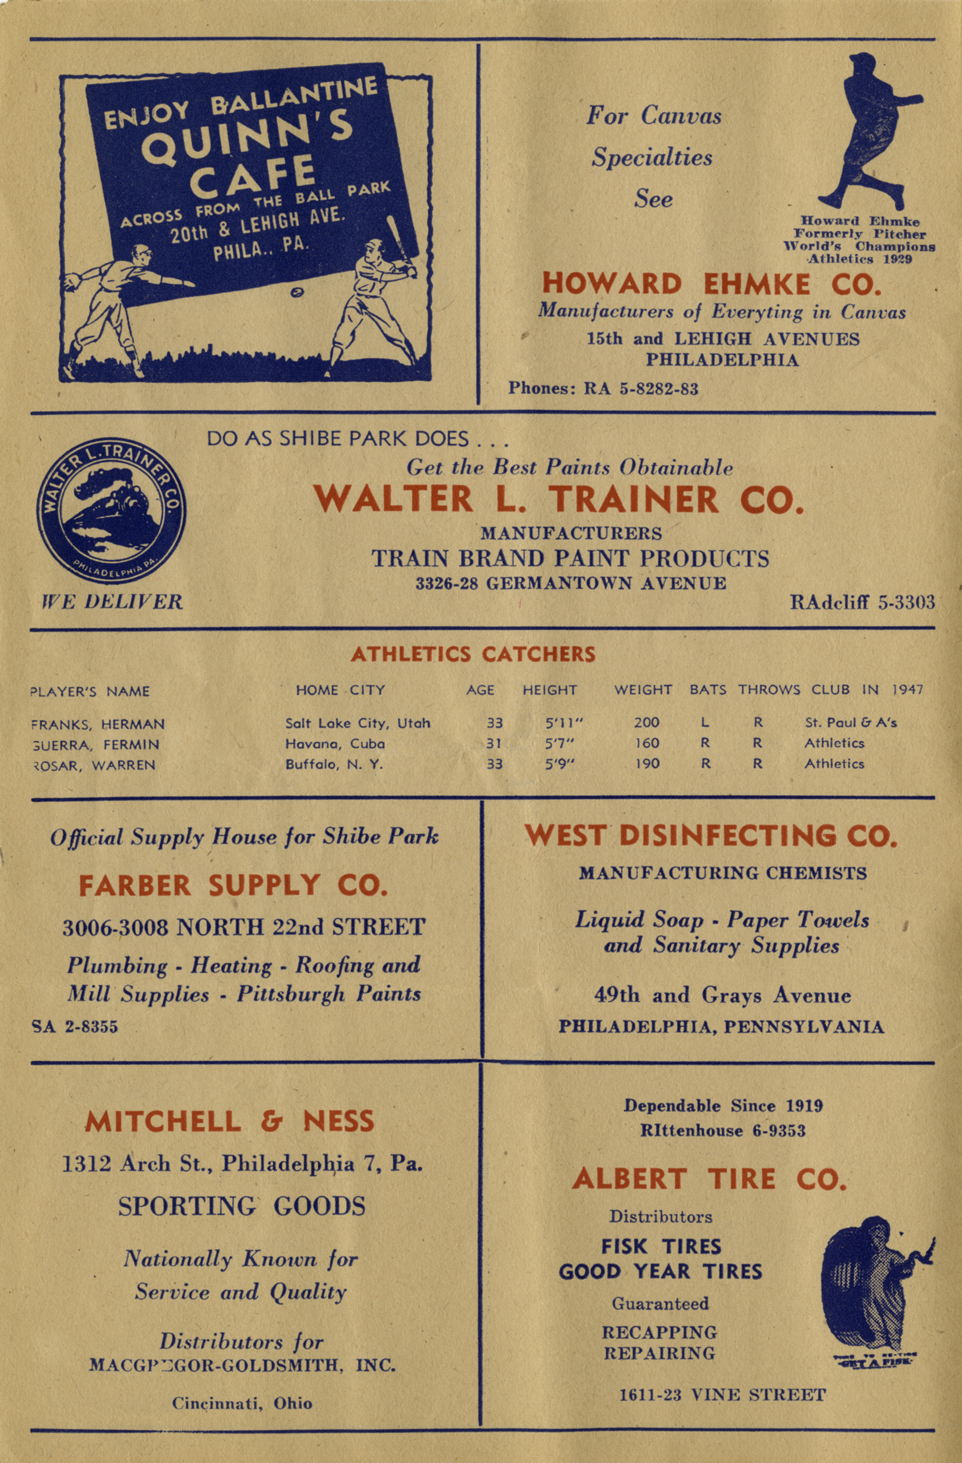 ENJOY BALLANTINE
QUINN'S
CAFE
ACROSS FROM THE BALL PARK
20th & LEHIGH AVE.
PHILA., PA.
For Canvas
Specialties
See
Howard Ehmke
Formerly Pitcher
World's Champions
Athletics 1929
HOWARD EHMKE CO.
Manufacturers of Everyting in Canvas
15th and LEHIGH AVENUES
PHILADELPHIA
Phones: RA 5-8282-83
DO AS SHIBE PARK DOES . . .
Get the Best Paints Obtainable
WALTER L. TRAINER CO.
PHILADELPHIA PA.
WALTER L. TRAINER CO.
MANUFACTURERS
TRAIN BRAND PAINT PRODUCTS
3326-28 GERMANTOWN AVENUE
WE DELIVER
RAdcliff 5-3303
ATHLETICS CATCHERS
PLAYER'S NAME HOME CITY AGE HEIGHT WEIGHT BATS THROWS CLUB IN 1947
FRANKS, HERMAN Salt Lake City, Utah 33 5'11" 200 L R St. Paul & A's
GUERRA, FERMIN Havana, Cuba 31 5'7" 160 R R Athletics
ROSAR, WARREN Buffalo, N. Y. 33 5'9" 190 R R Athletics
Official Supply House for Shibe Park
FARBER SUPPLY CO.
3006-3008 NORTH 22nd STREET
Plumbing - Heating - Roofing and
Mill Supplies - Pittsburgh Paints
SA 2-8355
WEST DISINFECTING CO.
MANUFACTURING CHEMISTS
Liquid Soap - Paper Towels
and Sanitary Supplies
49th and Grays Avenue
PHILADELPHIA, PENNSYLVANIA
MITCHELL & NESS
1312 Arch St., Philadelphia 7, Pa.
SPORTING GOODS
Nationally Known for
Service and Quality
Distributors for
MACGREGOR-GOLDSMITH, INC.
Cincinnati, Ohio
Dependable Since 1919
RIttenhouse 6-9353
ALBERT TIRE CO.
Distributors
FISK TIRES
GOOD YEAR TIRES
Guaranteed
RECAPPING
REPAIRING
TIME TO RE-TIRE
GET A FISK
1611-23 VINE STREET